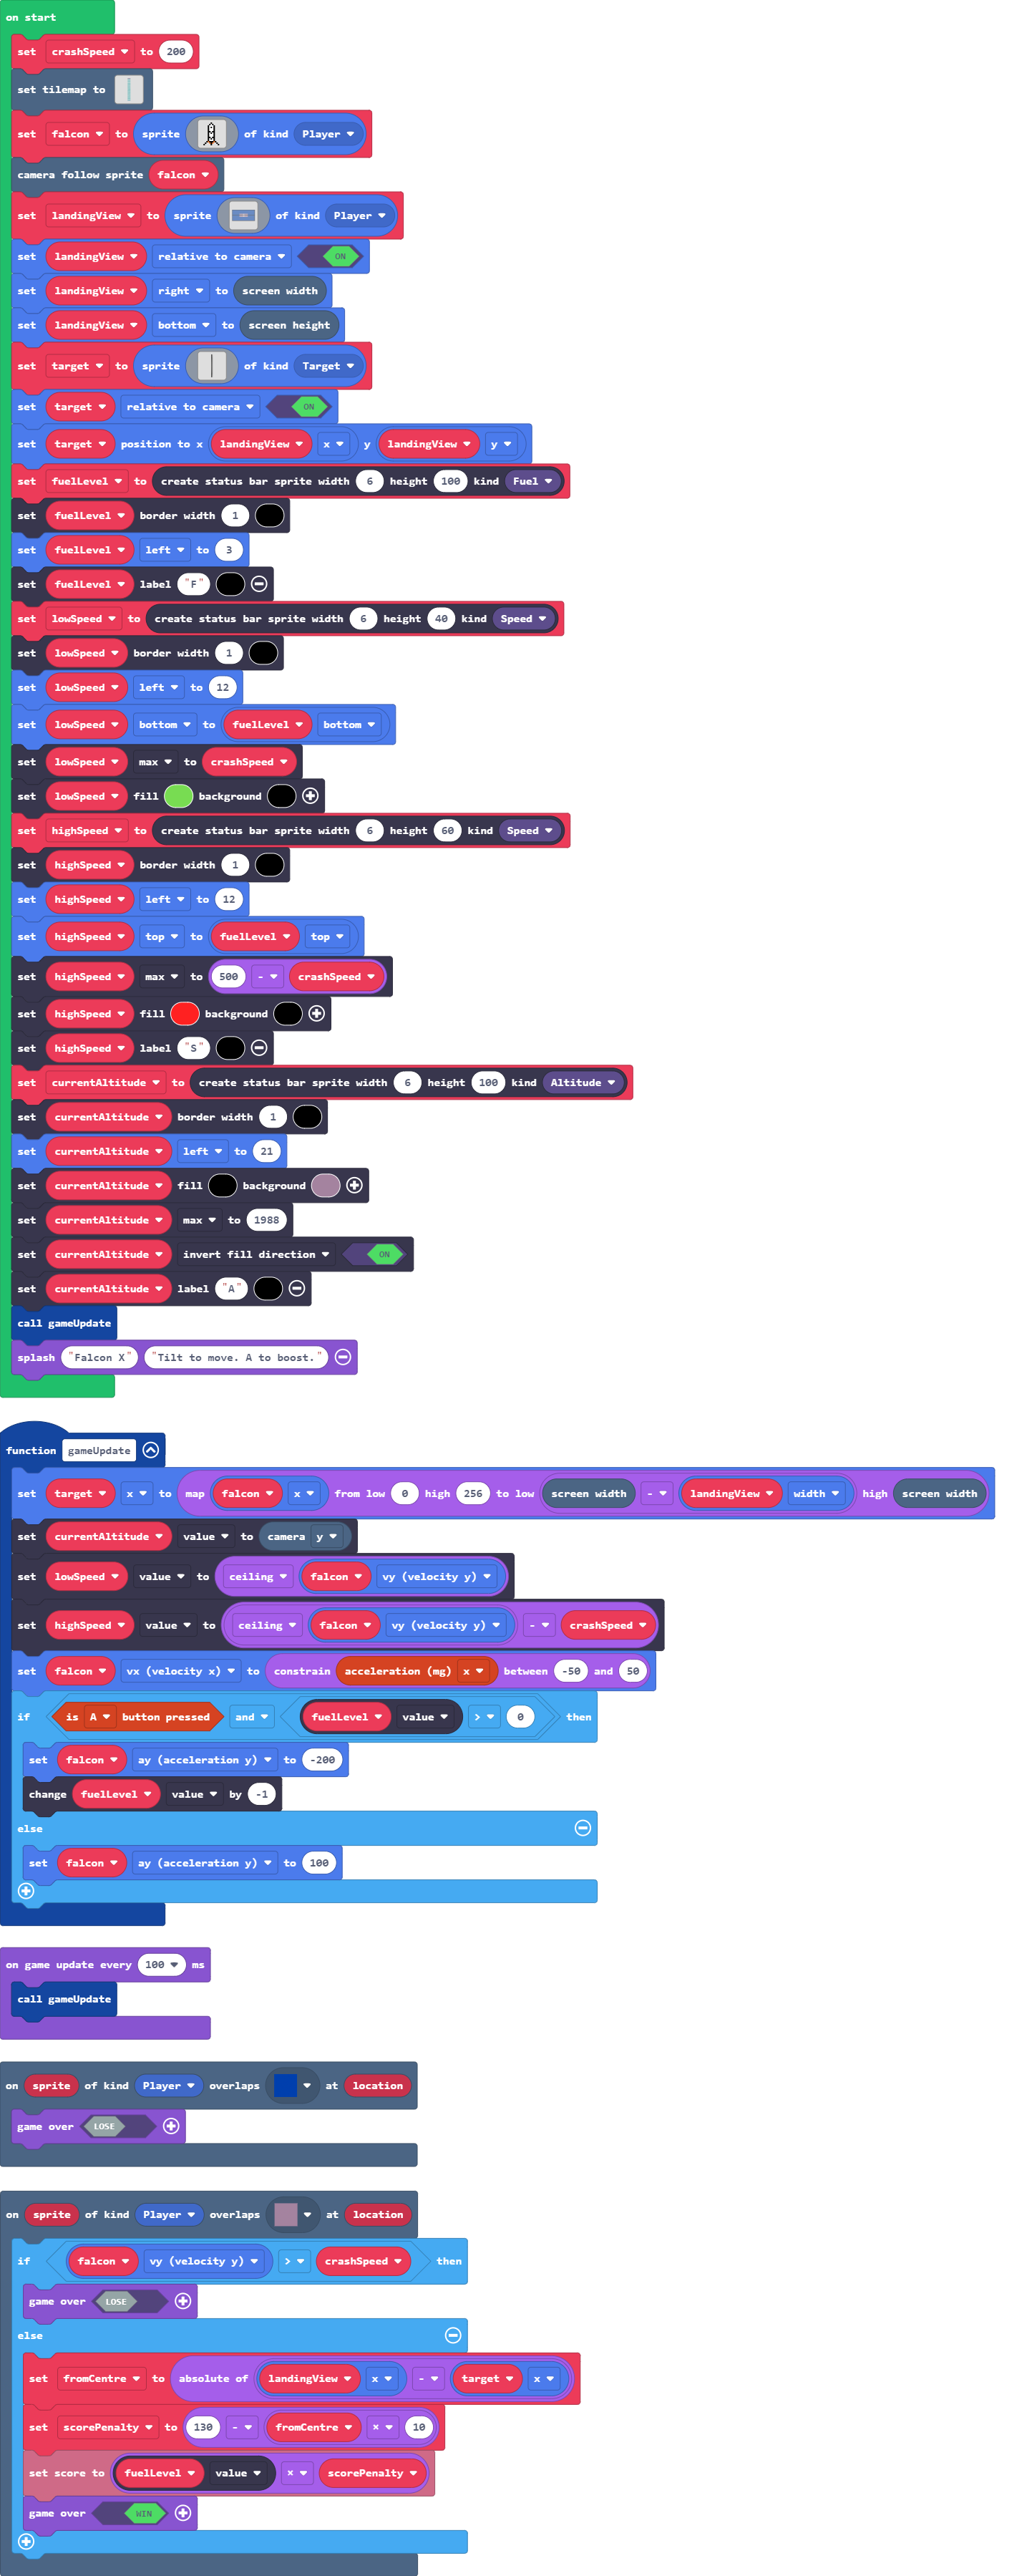 on start
set crashSpeed to 200
set tilemap to
set falcon to sprite of kind Player
camera follow sprite falcon
set landingView to sprite of kind Player
set landingView relative to camera ON
set landingView right to screen width
set landingView bottom to screen height
set target to sprite of kind Target
set target relative to camera ON
set target position to x landingView x y landingView y
set fuelLevel to create status bar sprite width 6 height 100 kind Fuel
set fuelLevel border width 1
set fuelLevel left to 3
set fuelLevel label "F"
set lowSpeed to create status bar sprite width 6 height 40 kind Speed
set lowSpeed border width 1
set lowSpeed left to 12
set lowSpeed bottom to fuelLevel bottom
set lowSpeed max to crashSpeed
set lowSpeed fill background
set highSpeed to create status bar sprite width 6 height 60 kind Speed
set highSpeed border width 1
set highSpeed left to 12
set highSpeed top to fuelLevel top
set highSpeed max to 500 - crashSpeed
set highSpeed fill background
set highSpeed label "S"
set currentAltitude to create status bar sprite width 6 height 100 kind Altitude
set currentAltitude border width 1
set currentAltitude left to 21
set currentAltitude fill background
set currentAltitude max to 1988
set currentAltitude invert fill direction ON
set currentAltitude label "A"
call gameUpdate
splash "Falcon X" "Tilt to move. A to boost."
function gameUpdate
set target x to map falcon x from low 0 high 256 to low screen width - landingView width high screen width
set currentAltitude value to camera y
set lowSpeed value to ceiling falcon vy (velocity y)
set highSpeed value to ceiling falcon vy (velocity y) - crashSpeed
set falcon vx (velocity x) to constrain acceleration (mg) x between -50 and 50
if is A button pressed and fuelLevel value > 0 then
set falcon ay (acceleration y) to -200
change fuelLevel value by -1
else
set falcon ay (acceleration y) to 100
on game update every 100 ms
call gameUpdate
on sprite of kind Player overlaps at location
game over LOSE
on sprite of kind Player overlaps at location
if falcon vy (velocity y) > crashSpeed then
game over LOSE
else
set fromCentre to absolute of landingView x - target x
set scorePenalty to 130 - fromCentre × 10
set score to fuelLevel value × scorePenalty
game over WIN